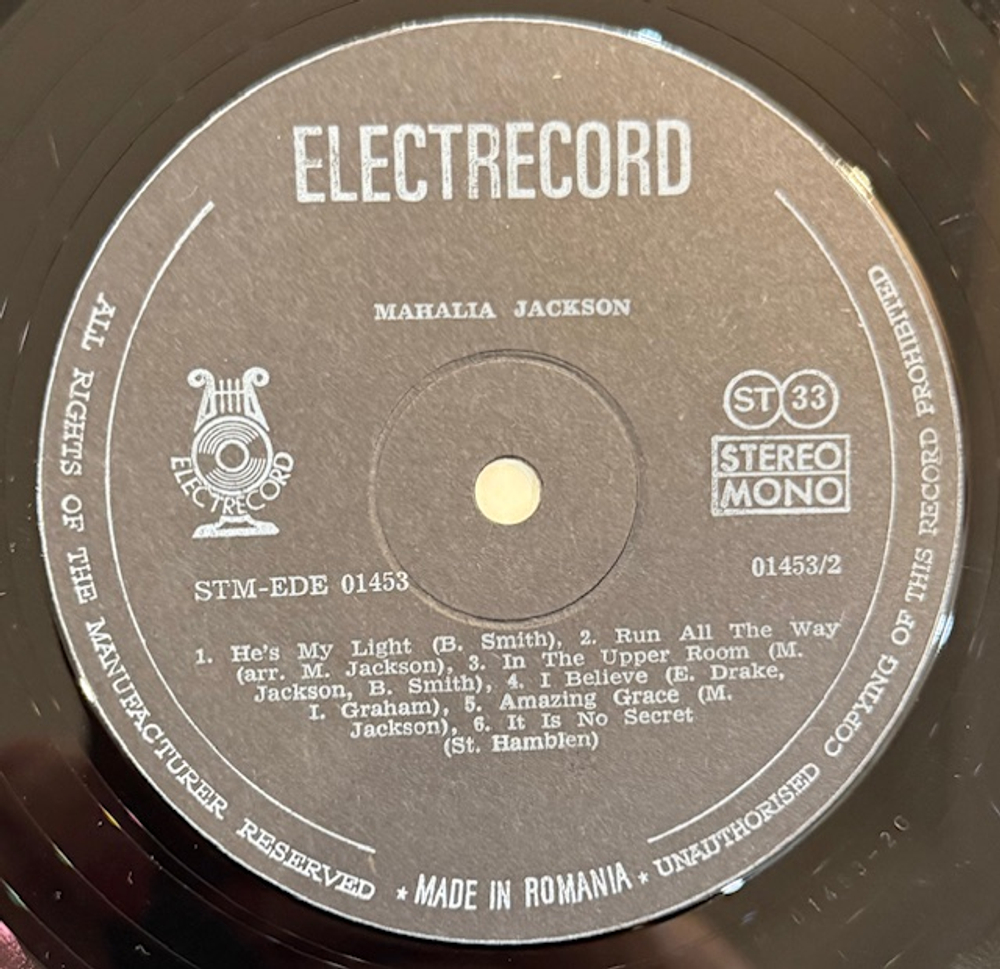 ELECTRECORD
MAHALIA JACKSON
ELECTRECORD
ST 33
STEREO
MONO
STM-EDE 01453
01453/2
1. He's My Light (B. Smith), 2. Run All The Way
(arr. M. Jackson), 3. In The Upper Room (M.
Jackson, B. Smith), 4. I Believe (E. Drake,
I. Graham), 5. Amazing Grace (M.
Jackson), 6. It Is No Secret
(St. Hamblen)
ALL RIGHTS OF THE MANUFACTURER RESERVED
* MADE IN ROMANIA *
UNAUTHORISED COPYING OF THIS RECORD PROHIBITED